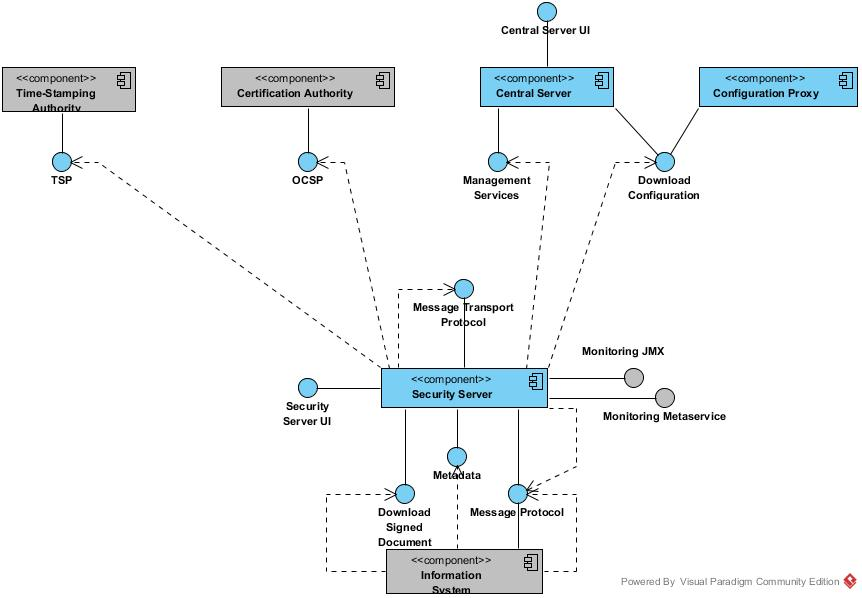 Central Server UI
<<component>>
Time-Stamping
Authority
<<component>>
Certification Authority
<<component>>
Central Server
<<component>>
Configuration Proxy
TSP
OCSP
Management
Services
Download
Configuration
Message Transport
Protocol
Monitoring JMX
<<component>>
Security Server
Security
Server UI
Monitoring Metaservice
Metadata
Download
Signed
Document
Message Protocol
<<component>>
Information
System
Powered By Visual Paradigm Community Edition